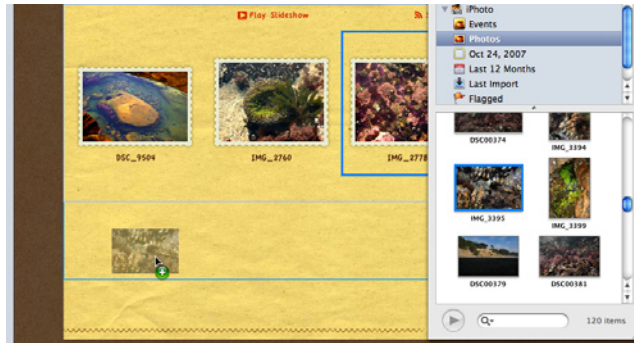 Play Slideshow
DSC_9504
IMG_2760
IMG_277
iPhoto
Events
Photos
Oct 24, 2007
Last 12 Months
Last Import
Flagged
DSC00374
IMG_3394
IMG_3395
IMG_3399
DSC00379
DSC00381
120 items